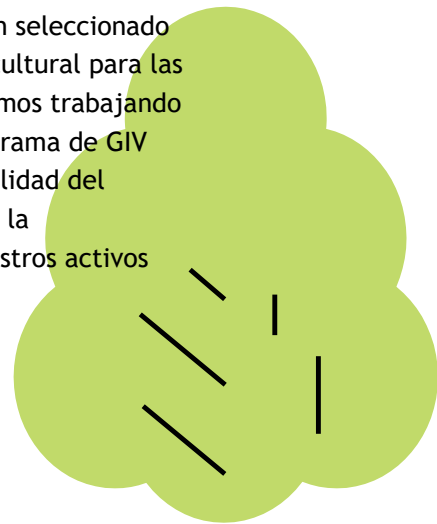 n seleccionado
ultural para las
mos trabajando
rama de GIV
lidad del
la
stros activos